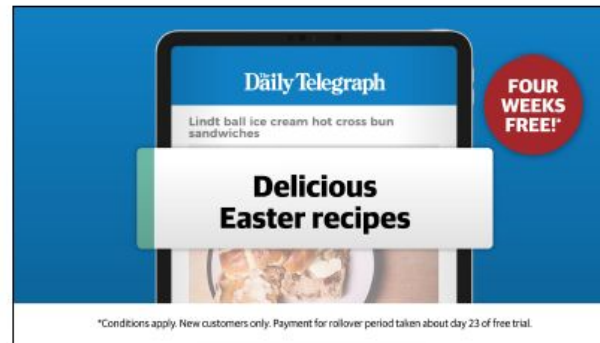 The Daily Telegraph
Lindt ball ice cream hot cross bun
sandwiches
FOUR
WEEKS
FREE!*
Delicious
Easter recipes
*Conditions apply. New customers only. Payment for rollover period taken about day 23 of free trial.